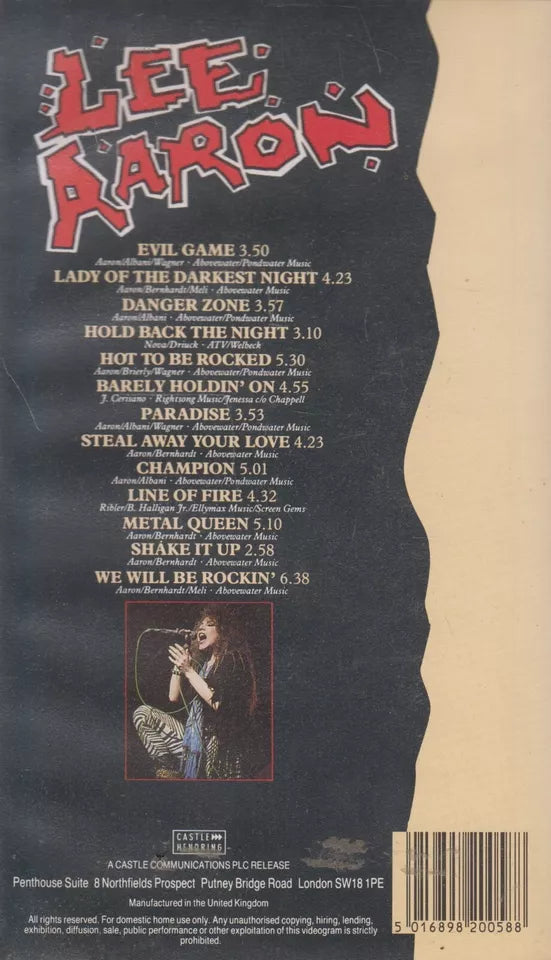 LEE
AARON
EVIL GAME 3.50
Aaron/Albani/Wagner · Abovewater/Pondwater Music
LADY OF THE DARKEST NIGHT 4.23
Aaron/Bernhardt/Meli · Abovewater Music
DANGER ZONE 3.57
Aaron/Albani · Abovewater/Pondwater Music
HOLD BACK THE NIGHT 3.10
Nova/Driuck · ATV/Welbeck
HOT TO BE ROCKED 5.30
Aaron/Brierly/Wagner · Abovewater/Pondwater Music
BARELY HOLDIN' ON 4.55
J. Cerisano · Rightsong Music/Jenessa c/o Chappell
PARADISE 3.53
Aaron/Albani/Wagner · Abovewater/Pondwater Music
STEAL AWAY YOUR LOVE 4.23
Aaron/Bernhardt · Abovewater Music
CHAMPION 5.01
Aaron/Albani · Abovewater/Pondwater Music
LINE OF FIRE 4.32
Ribler/B. Halligan Jr./Ellymax Music/Screen Gems
METAL QUEEN 5.10
Aaron/Bernhardt · Abovewater Music
SHAKE IT UP 2.58
Aaron/Bernhardt · Abovewater Music
WE WILL BE ROCKIN' 6.38
Aaron/Bernhardt/Meli · Abovewater Music
CASTLE
HENDRING
A CASTLE COMMUNICATIONS PLC RELEASE
Penthouse Suite 8 Northfields Prospect Putney Bridge Road London SW18 1PE
Manufactured in the United Kingdom
All rights reserved. For domestic home use only. Any unauthorised copying, hiring, lending,
exhibition, diffusion, sale, public performance or other exploitation of this videogram is strictly
prohibited.
5 016898 200588